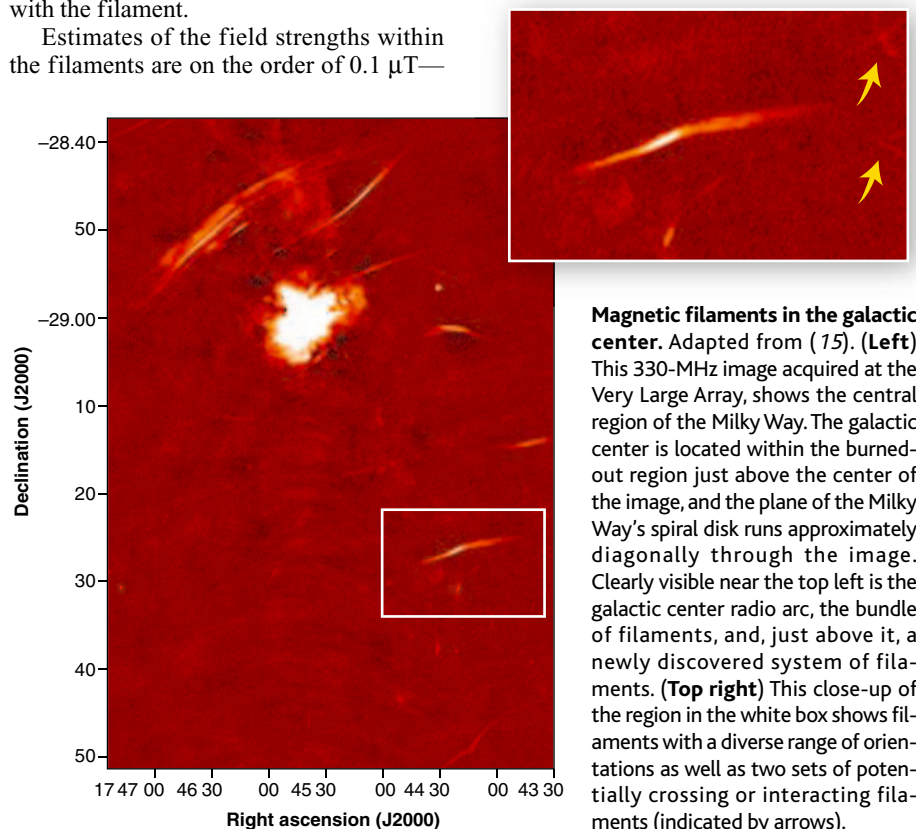 with the filament.
Estimates of the field strengths within
the filaments are on the order of 0.1 μT—
–28.40
50
–29.00
10
20
30
40
50
Declination (J2000)
17 47 00 46 30 00 45 30 00 44 30 00 43 30
Right ascension (J2000)
Magnetic filaments in the galactic
center. Adapted from (15). (Left)
This 330-MHz image acquired at the
Very Large Array, shows the central
region of the Milky Way. The galactic
center is located within the burned-
out region just above the center of
the image, and the plane of the Milky
Way's spiral disk runs approximately
diagonally through the image.
Clearly visible near the top left is the
galactic center radio arc, the bundle
of filaments, and, just above it, a
newly discovered system of fila-
ments. (Top right) This close-up of
the region in the white box shows fil-
aments with a diverse range of orien-
tations as well as two sets of poten-
tially crossing or interacting fila-
ments (indicated by arrows).